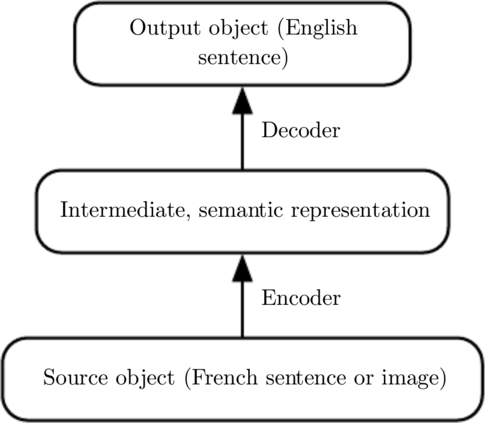 Output object (English
sentence)
Decoder
Intermediate, semantic representation
Encoder
Source object (French sentence or image)